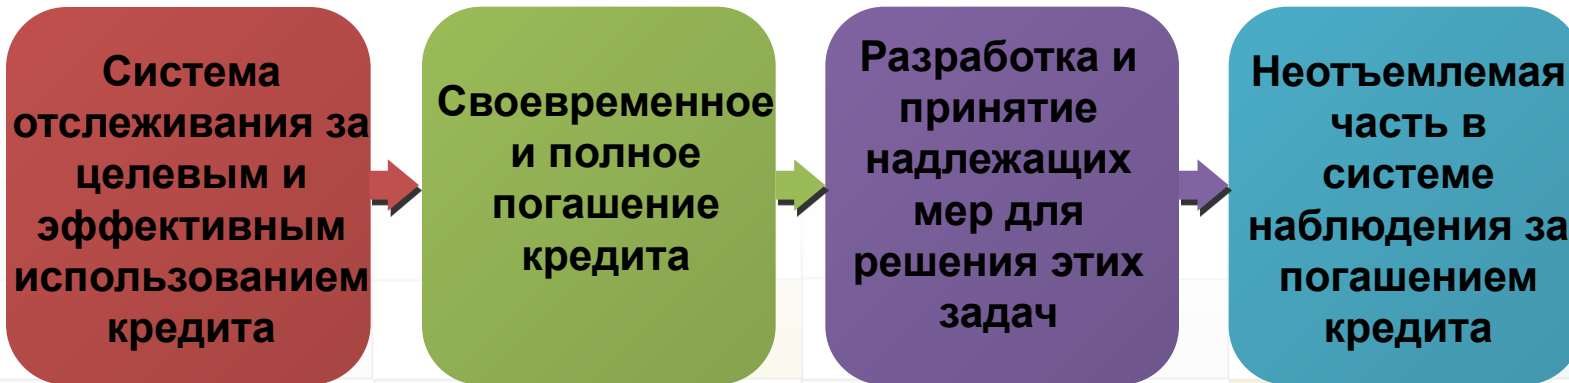 Система
отслеживания за
целевым и
эффективным
использованием
кредита
Своевременное
и полное
погашение
кредита
Разработка и
принятие
надлежащих
мер для
решения этих
задач
Неотъемлемая
часть в
системе
наблюдения за
погашением
кредита